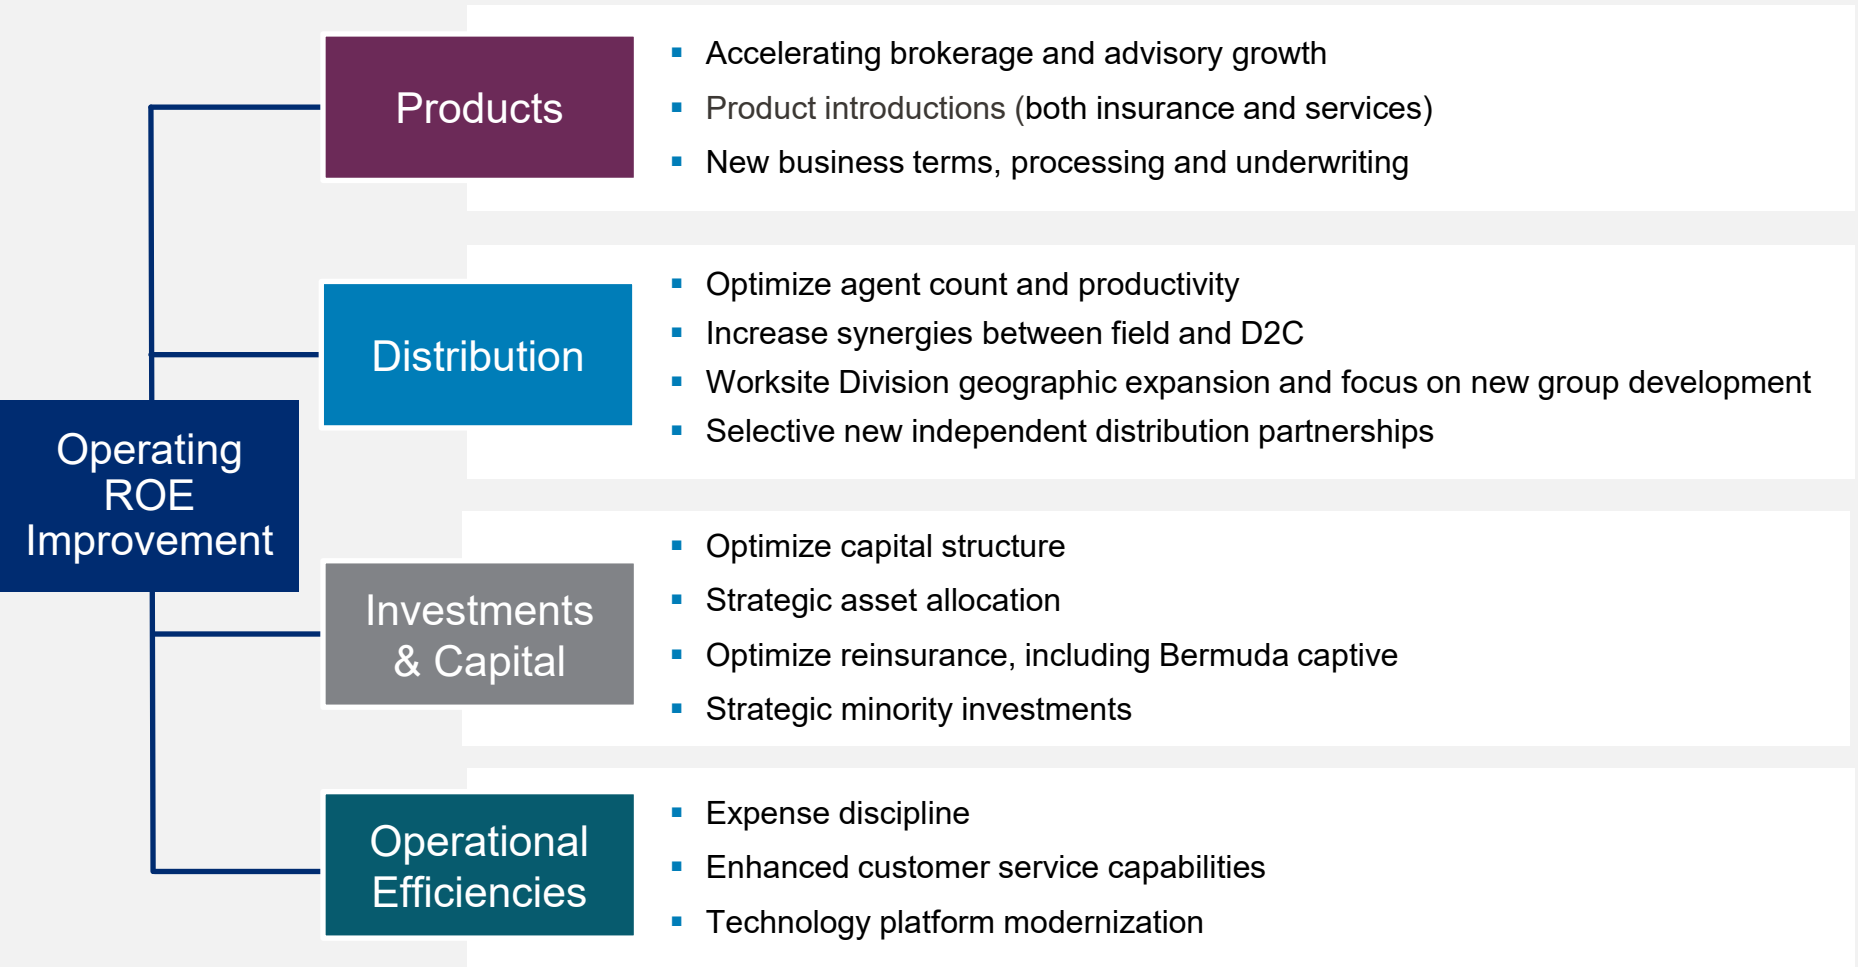 Products
▪ Accelerating brokerage and advisory growth
▪ Product introductions (both insurance and services)
▪ New business terms, processing and underwriting
Distribution
▪ Optimize agent count and productivity
▪ Increase synergies between field and D2C
▪ Worksite Division geographic expansion and focus on new group development
▪ Selective new independent distribution partnerships
Operating
ROE
Improvement
Investments
& Capital
▪ Optimize capital structure
▪ Strategic asset allocation
▪ Optimize reinsurance, including Bermuda captive
▪ Strategic minority investments
Operational
Efficiencies
▪ Expense discipline
▪ Enhanced customer service capabilities
▪ Technology platform modernization